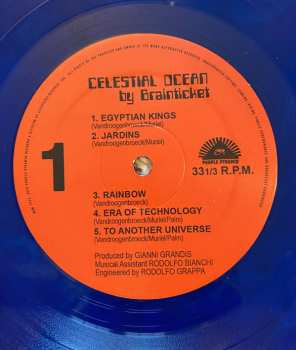 CELESTIAL OCEAN
by Brainticket
1. EGYPTIAN KINGS
2. JARDINS
(Vandroogenbroeck/Muriel)
1
PURPLE PYRAMID
33 1/3 R.P.M.
3. RAINBOW
(Vandroogenbroeck)
4. ERA OF TECHNOLOGY
(Vandroogenbroeck/Muriel/Palm)
5. TO ANOTHER UNIVERSE
(Vandroogenbroeck/Muriel/Palm)
Produced by GIANNI GRANDIS
Musical Assistant RODOLFO BIANCHI
Engineered by RODOLFO GRAPPA